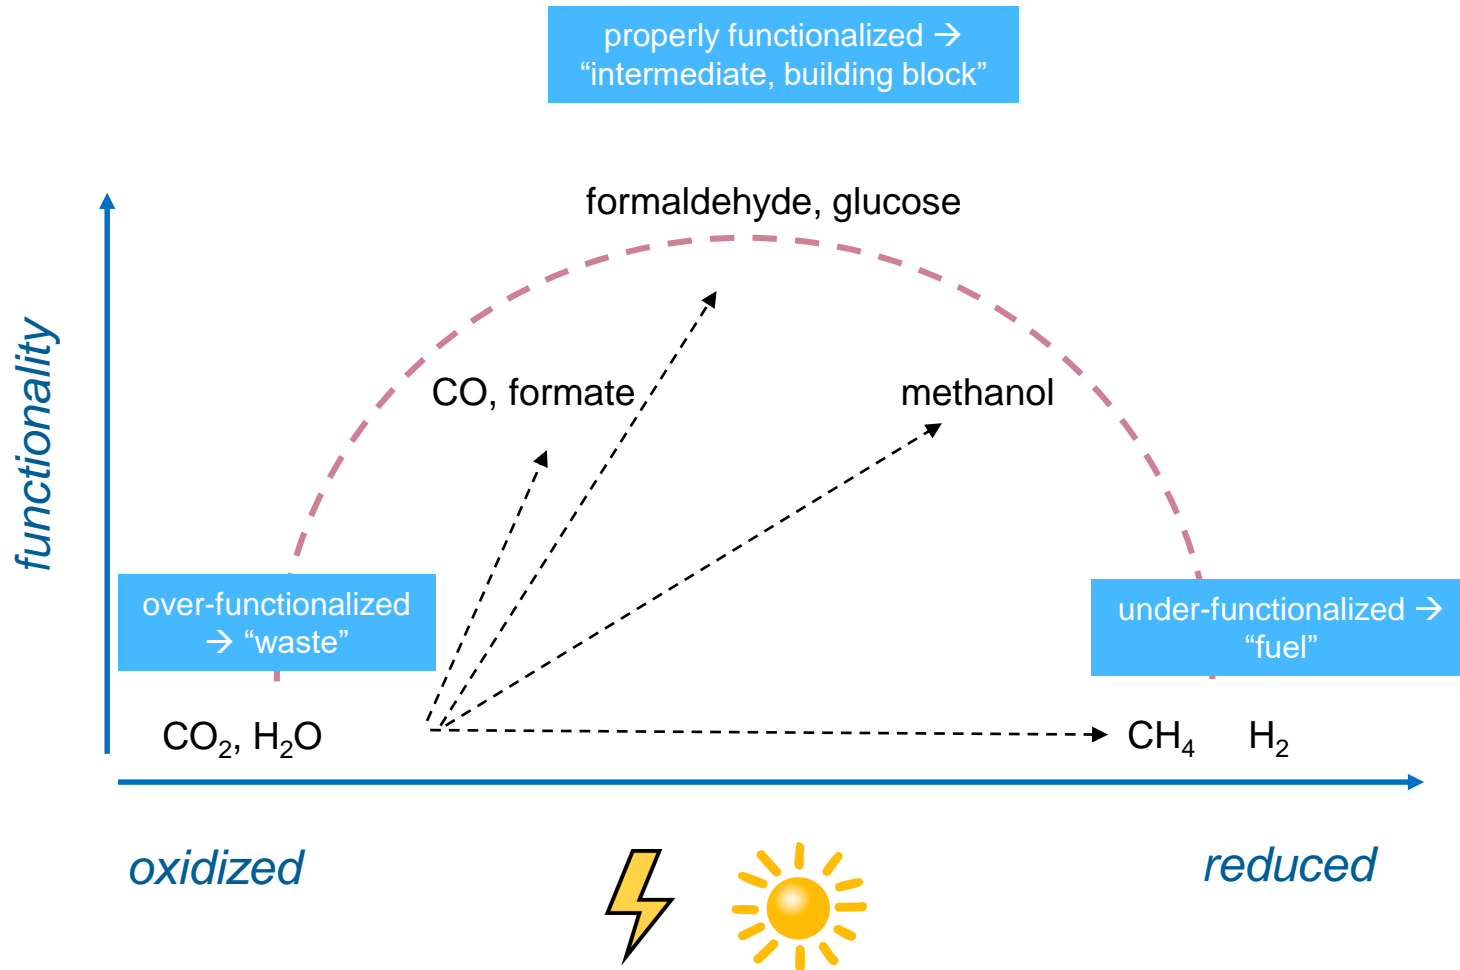 properly functionalized →
“intermediate, building block”
formaldehyde, glucose
functionality
CO, formate
methanol
over-functionalized
→ “waste”
under-functionalized →
“fuel”
CO₂, H₂O
CH₄
H₂
oxidized
reduced